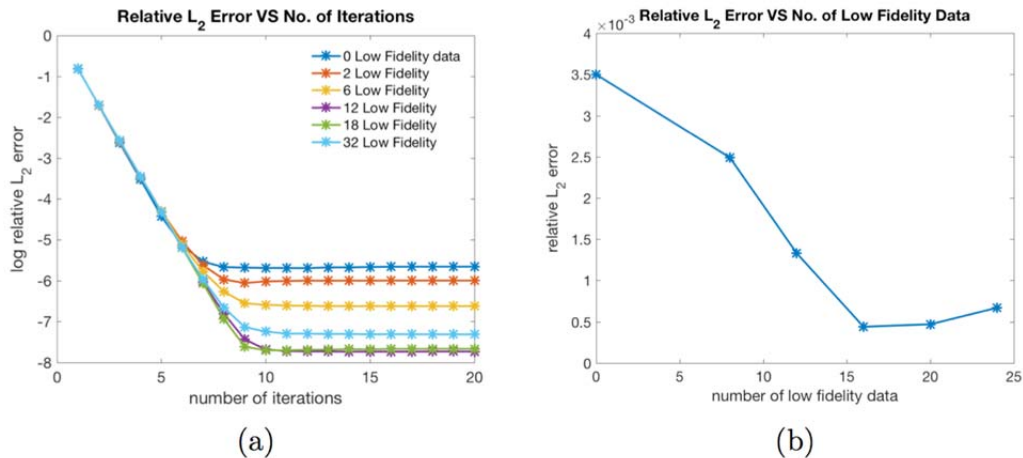 Relative L2 Error VS No. of Iterations
0
-1
-2
-3
-4
-5
-6
-7
-8
log relative L2 error
0 Low Fidelity data
2 Low Fidelity
6 Low Fidelity
12 Low Fidelity
18 Low Fidelity
32 Low Fidelity
0 5 10 15 20
number of iterations
(a)
Relative L2 Error VS No. of Low Fidelity Data
×10-3
4
3.5
3
2.5
2
1.5
1
0.5
0
relative L2 error
0 5 10 15 20 25
number of low fidelity data
(b)